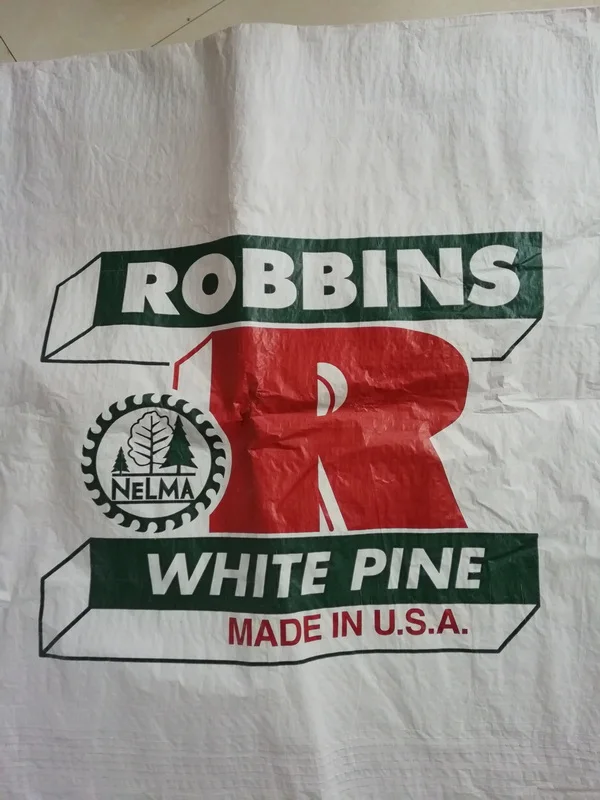 ROBBINS
R
NELMA
WHITE PINE
MADE IN U.S.A.